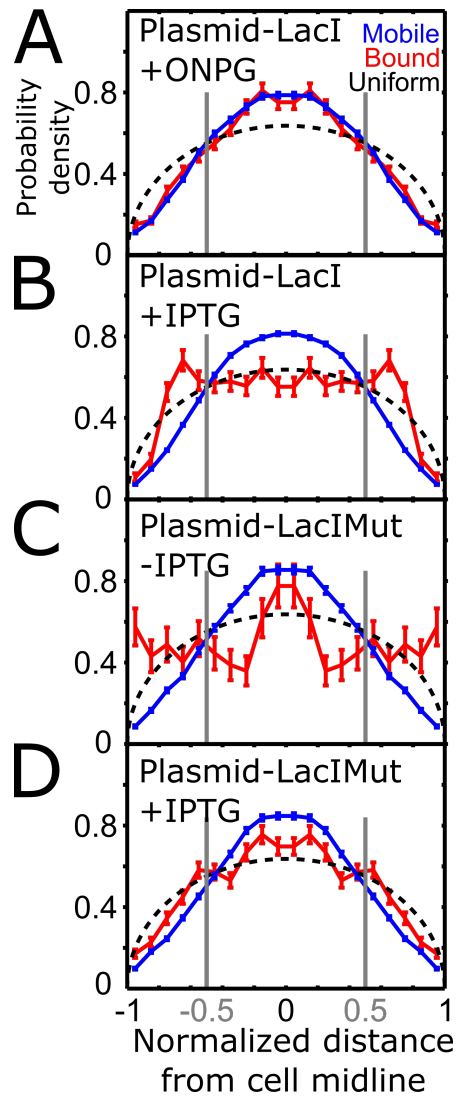 A
Plasmid-LacI
+ONPG
Mobile
Bound
Uniform
Probability
density
0.8
0.4
0
B
Plasmid-LacI
+IPTG
0.8
0.4
0
C
Plasmid-LacIMut
-IPTG
0.8
0.4
0
D
Plasmid-LacIMut
+IPTG
0.8
0.4
0
-1 -0.5 0 0.5 1
Normalized distance
from cell midline